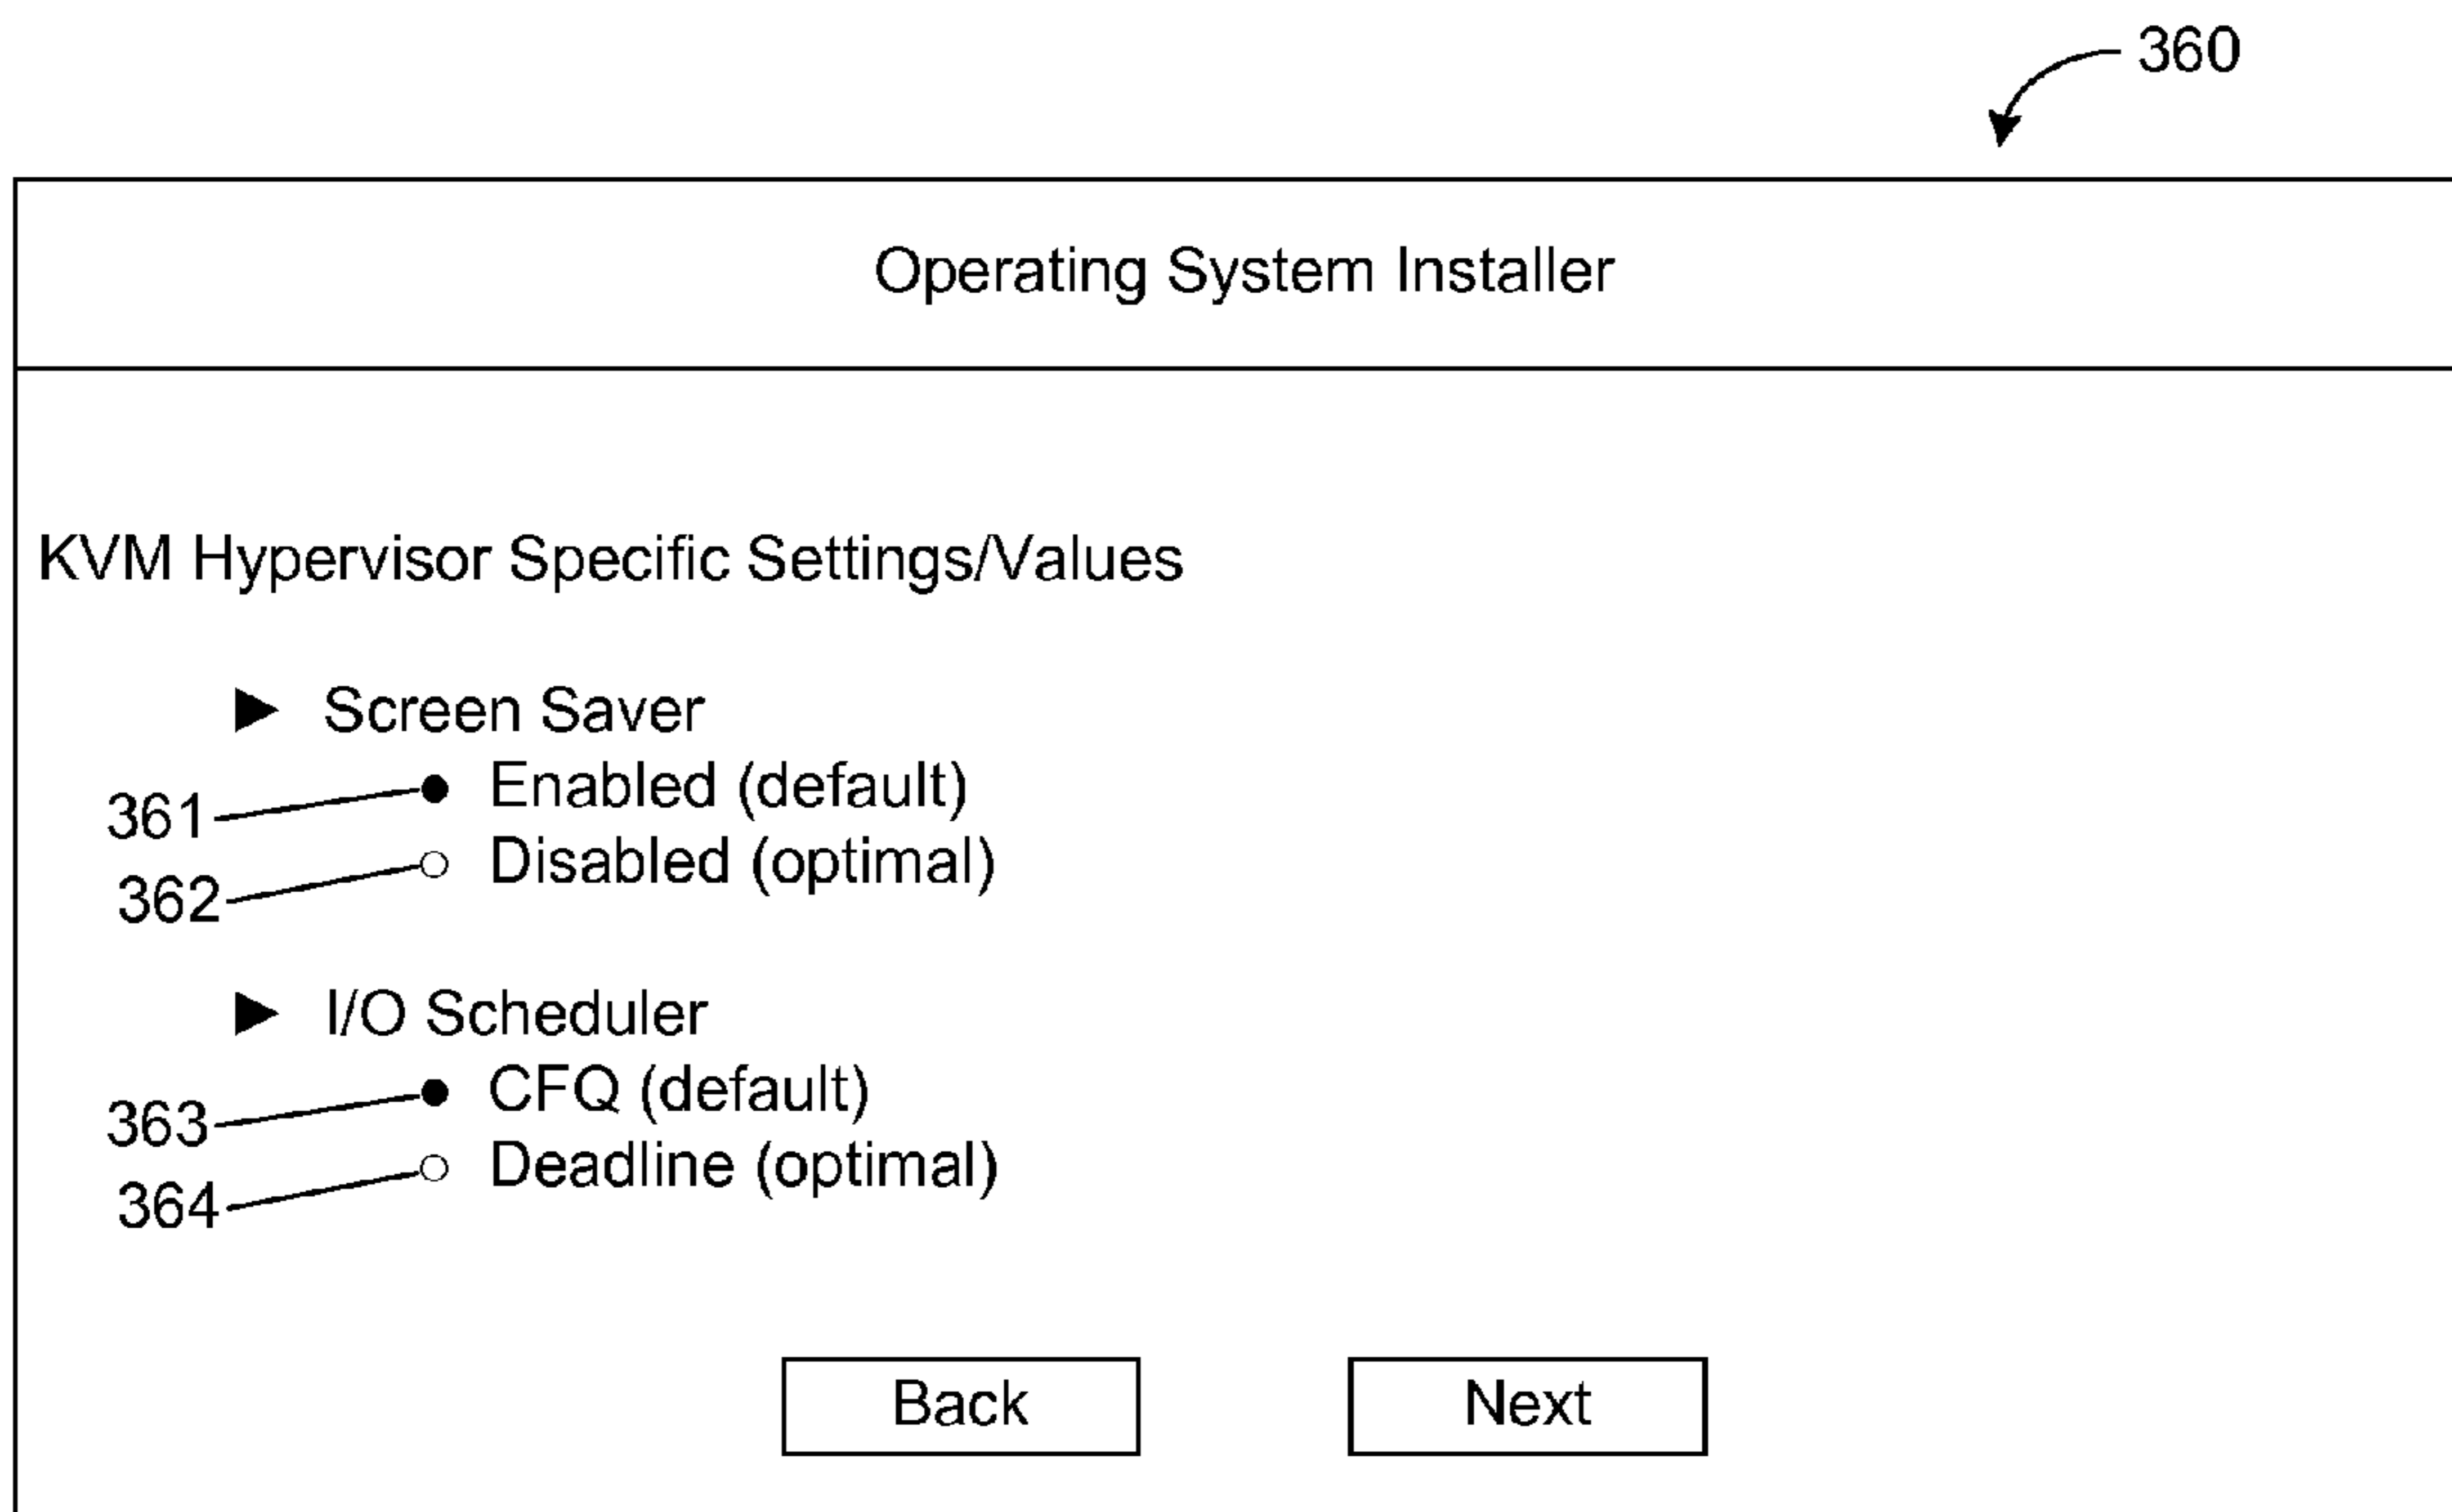 360
Operating System Installer
KVM Hypervisor Specific Settings/Values
Screen Saver
361 Enabled (default)
362 Disabled (optimal)
I/O Scheduler
363 CFQ (default)
364 Deadline (optimal)
Back Next